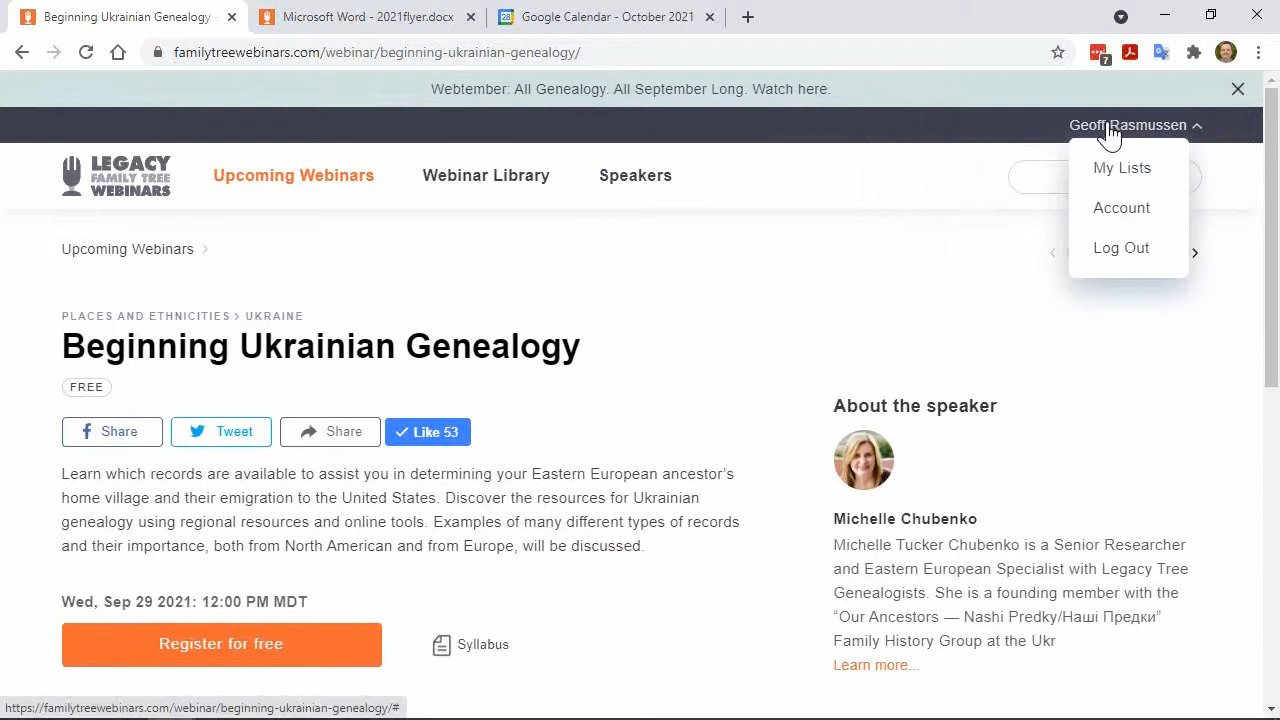 Beginning Ukrainian Genealogy
Microsoft Word - 2021flyer.docx
Google Calendar - October 2021
familytreewebinars.com/webinar/beginning-ukrainian-genealogy/
7
Webtember: All Genealogy. All September Long. Watch here.
Geoff Rasmussen
LEGACY
FAMILY TREE
WEBINARS
Upcoming Webinars
Webinar Library
Speakers
My Lists
Account
Log Out
Upcoming Webinars
PLACES AND ETHNICITIES > UKRAINE
Beginning Ukrainian Genealogy
FREE
Share
Tweet
Share
Like 53
Learn which records are available to assist you in determining your Eastern European ancestor's
home village and their emigration to the United States. Discover the resources for Ukrainian
genealogy using regional resources and online tools. Examples of many different types of records
and their importance, both from North American and from Europe, will be discussed.
Wed, Sep 29 2021: 12:00 PM MDT
Register for free
Syllabus
About the speaker
Michelle Chubenko
Michelle Tucker Chubenko is a Senior Researcher
and Eastern European Specialist with Legacy Tree
Genealogists. She is a founding member with the
“Our Ancestors — Nashi Predky/Наші Предки”
Family History Group at the Ukr
Learn more...
https://familytreewebinars.com/webinar/beginning-ukrainian-genealogy/#